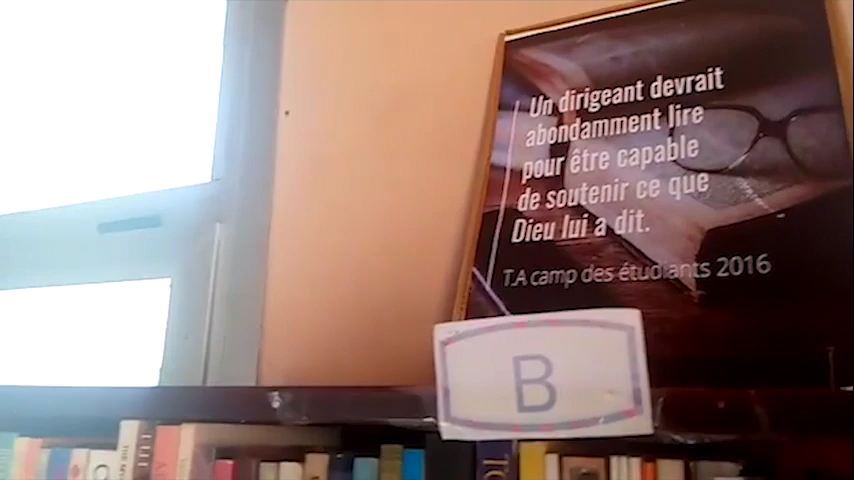 Un dirigeant devrait
abondamment lire
pour être capable
de soutenir ce que
Dieu lui a dit.
T.A camp des étudiants 2016
B